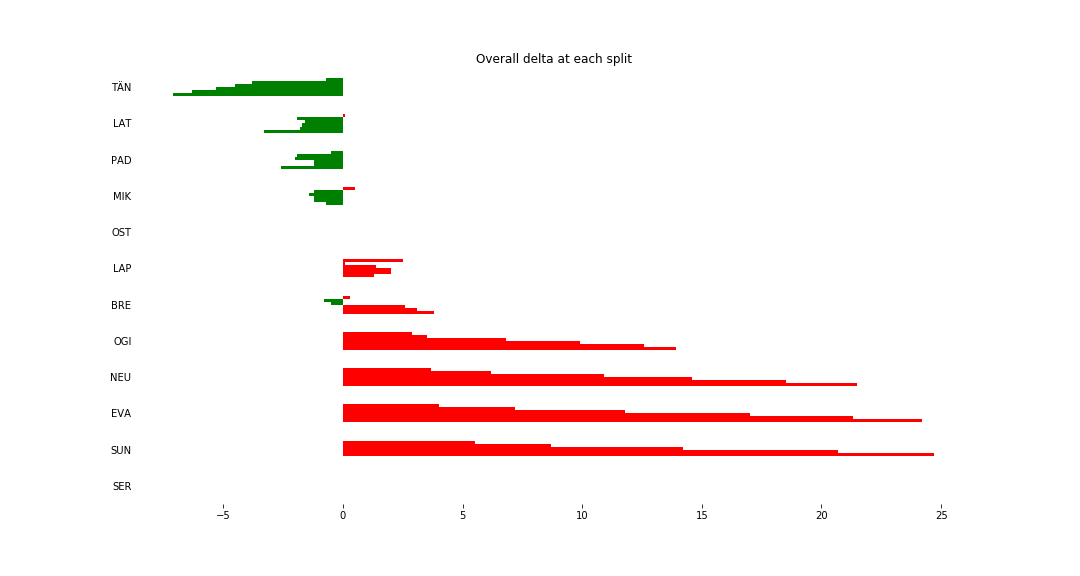 Overall delta at each split
TÄN
LAT
PAD
MIK
OST
LAP
BRE
OGI
NEU
EVA
SUN
SER
−5 0 5 10 15 20 25